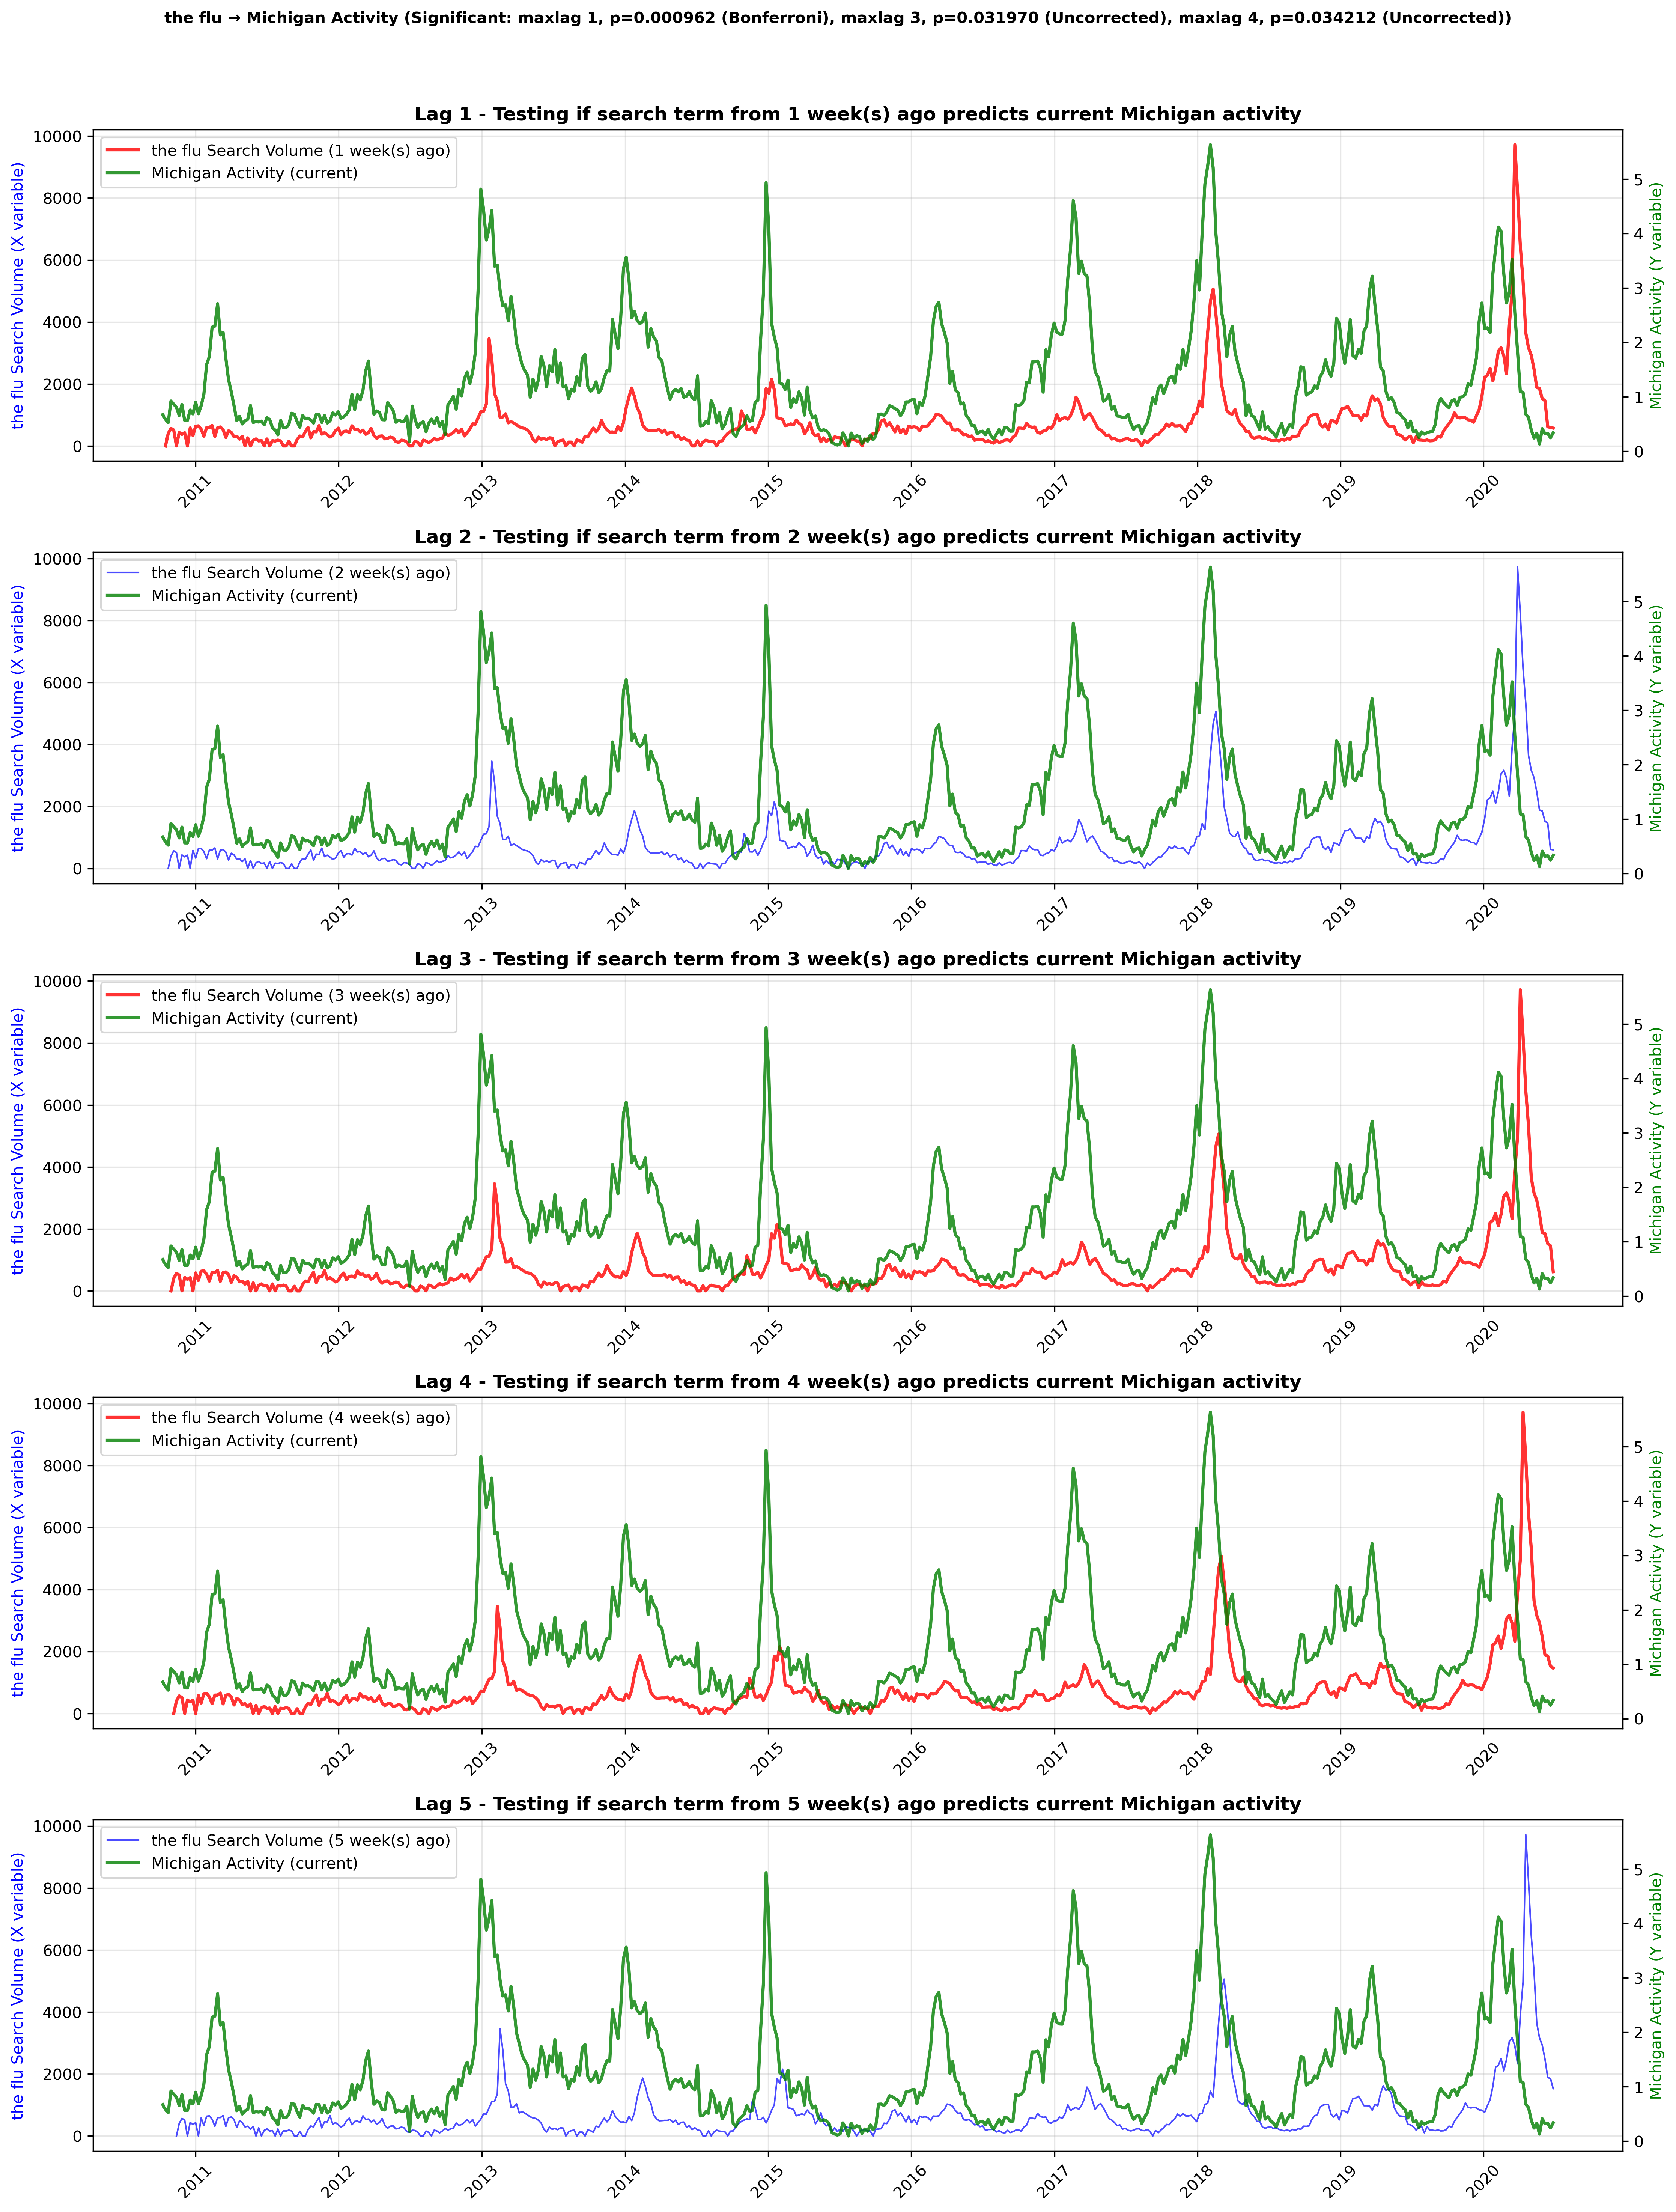 the flu → Michigan Activity (Significant: maxlag 1, p=0.000962 (Bonferroni), maxlag 3, p=0.031970 (Uncorrected), maxlag 4, p=0.034212 (Uncorrected))
Lag 1 - Testing if search term from 1 week(s) ago predicts current Michigan activity
the flu Search Volume (X variable)
10000
8000
6000
4000
2000
0
the flu Search Volume (1 week(s) ago)
Michigan Activity (current)
5
4
3
2
1
0
Michigan Activity (Y variable)
2011 2012 2013 2014 2015 2016 2017 2018 2019 2020
Lag 2 - Testing if search term from 2 week(s) ago predicts current Michigan activity
the flu Search Volume (X variable)
10000
8000
6000
4000
2000
0
the flu Search Volume (2 week(s) ago)
Michigan Activity (current)
5
4
3
2
1
0
Michigan Activity (Y variable)
2011 2012 2013 2014 2015 2016 2017 2018 2019 2020
Lag 3 - Testing if search term from 3 week(s) ago predicts current Michigan activity
the flu Search Volume (X variable)
10000
8000
6000
4000
2000
0
the flu Search Volume (3 week(s) ago)
Michigan Activity (current)
5
4
3
2
1
0
Michigan Activity (Y variable)
2011 2012 2013 2014 2015 2016 2017 2018 2019 2020
Lag 4 - Testing if search term from 4 week(s) ago predicts current Michigan activity
the flu Search Volume (X variable)
10000
8000
6000
4000
2000
0
the flu Search Volume (4 week(s) ago)
Michigan Activity (current)
5
4
3
2
1
0
Michigan Activity (Y variable)
2011 2012 2013 2014 2015 2016 2017 2018 2019 2020
Lag 5 - Testing if search term from 5 week(s) ago predicts current Michigan activity
the flu Search Volume (X variable)
10000
8000
6000
4000
2000
0
the flu Search Volume (5 week(s) ago)
Michigan Activity (current)
5
4
3
2
1
0
Michigan Activity (Y variable)
2011 2012 2013 2014 2015 2016 2017 2018 2019 2020